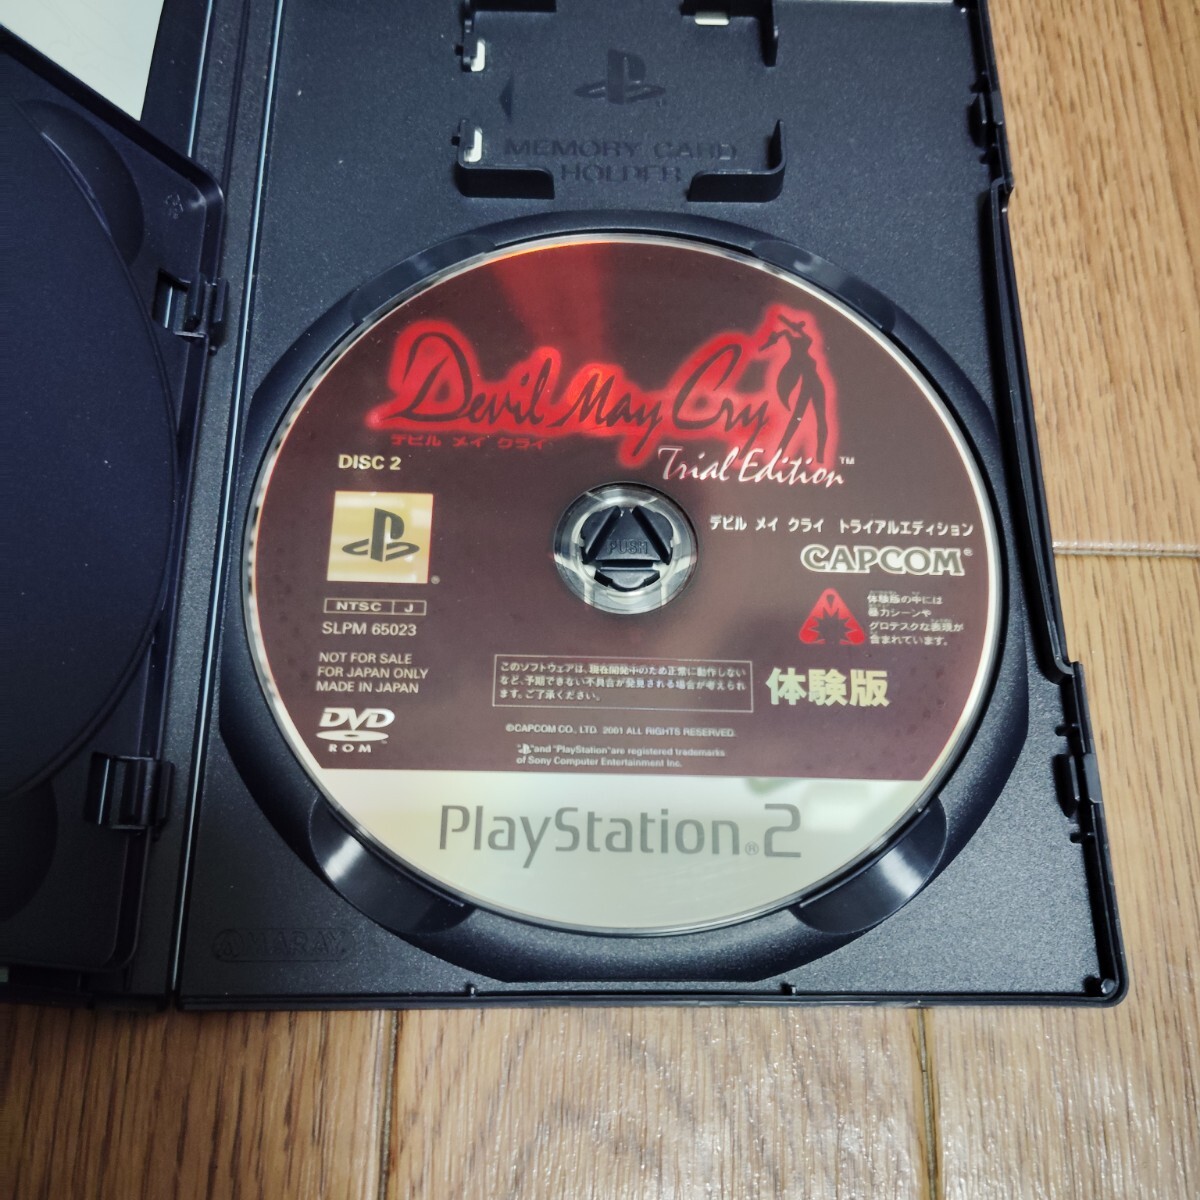 MEMORY CARD
HOLDER
Devil May Cry
デビル メイ クライ
Trial Edition™
DISC 2
デビル メイ クライ トライアルエディション
CAPCOM®
PUSH
NTSC J
SLPM 65023
体験版の中には
暴力シーンや
グロテスクな表現が
含まれています。
NOT FOR SALE
FOR JAPAN ONLY
MADE IN JAPAN
このソフトウェアは、現在開発中のため正常に動作しない
など、予期できない不具合が発見される場合が考えられ
ます。ご了承ください。
体験版
DVD
ROM
©CAPCOM CO., LTD. 2001 ALL RIGHTS RESERVED.
" " and "PlayStation" are registered trademarks
of Sony Computer Entertainment Inc.
PlayStation®2
AMARAY